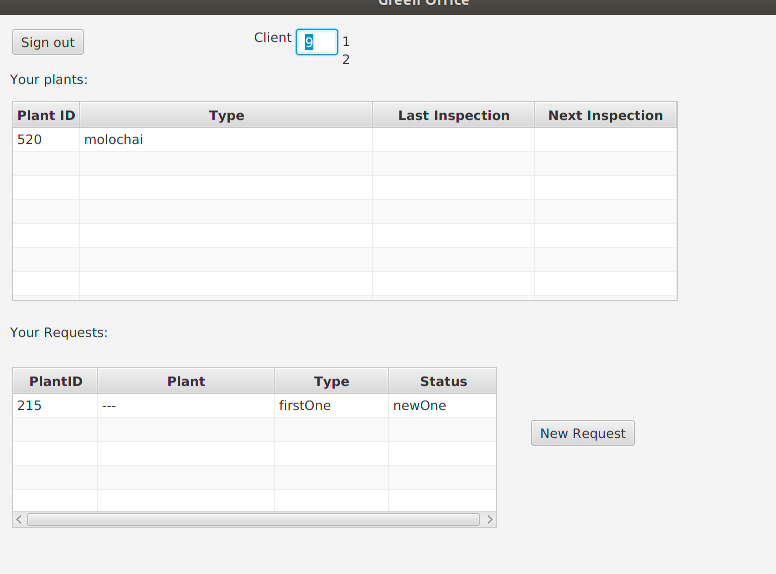 Green Office
Sign out
Client 9 1
2
Your plants:
Plant ID Type Last Inspection Next Inspection
520 molochai
Your Requests:
PlantID Plant Type Status
215 --- firstOne newOne
New Request